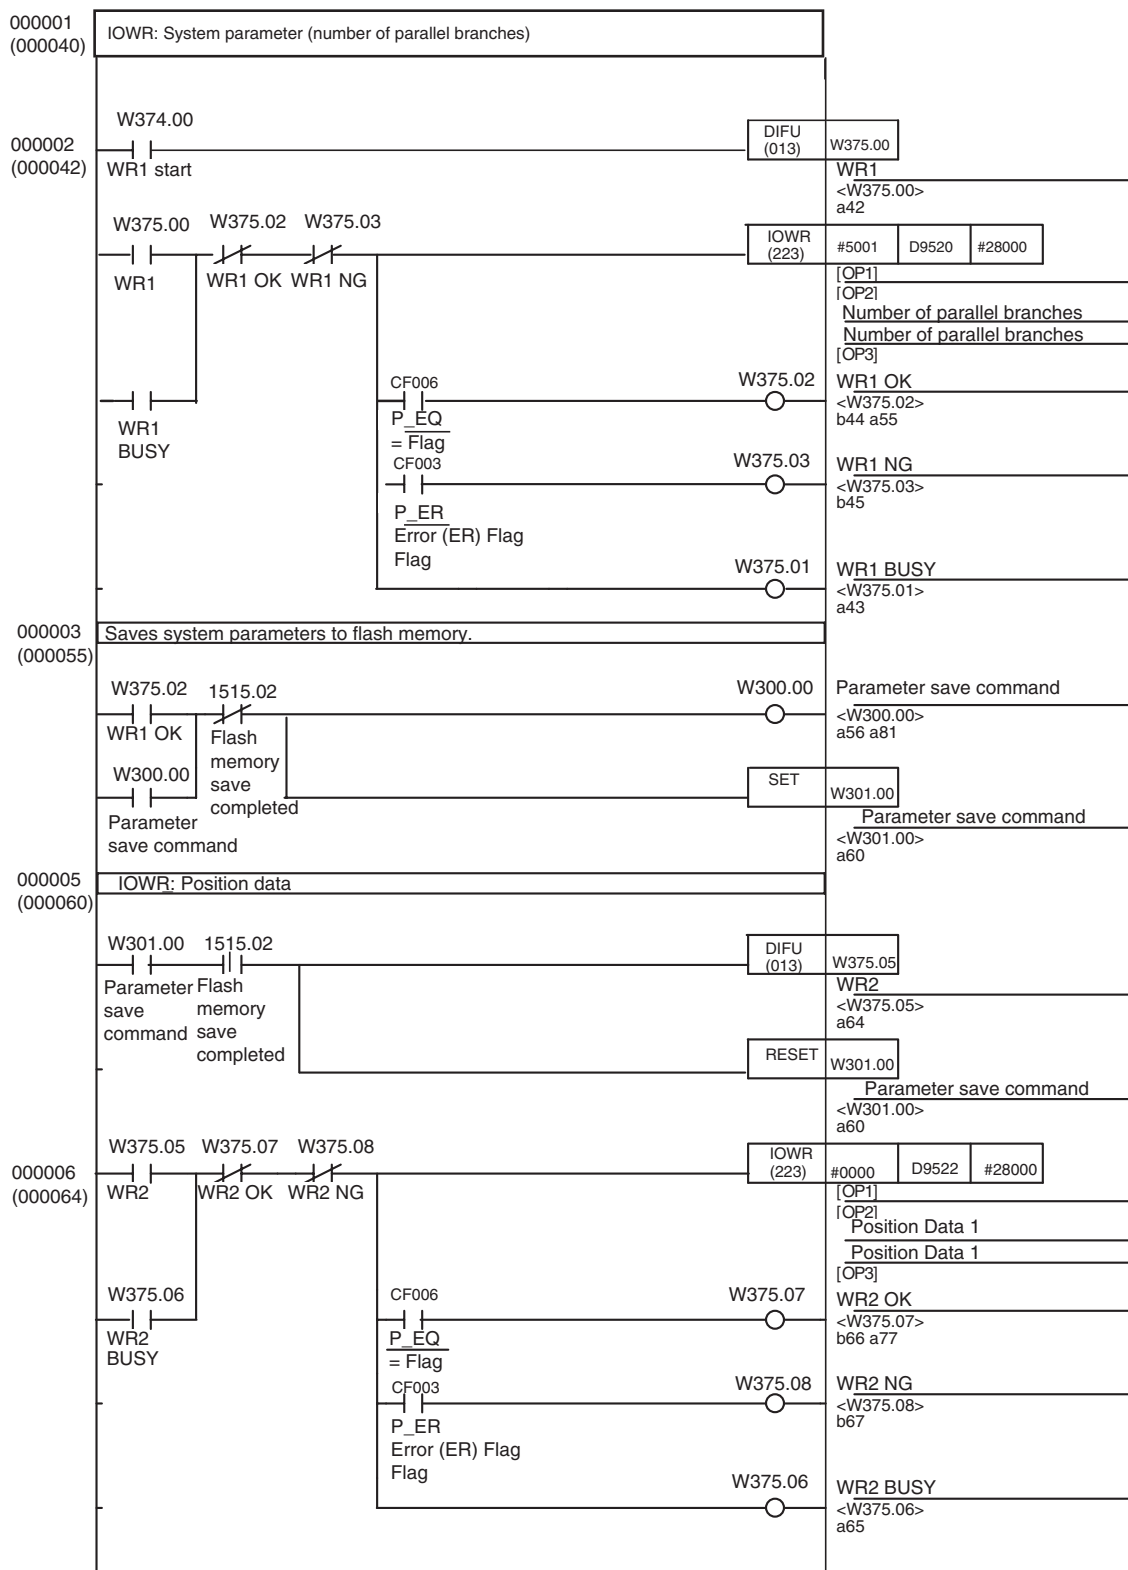 000001
(000040)
IOWR: System parameter (number of parallel branches)
W374.00
000002
(000042)
WR1 start
DIFU
(013)
W375.00
WR1
<W375.00>
a42
W375.00
W375.02
W375.03
WR1
WR1 OK
WR1 NG
IOWR
(223)
#5001
D9520
#28000
[OP1]
[OP2]
Number of parallel branches
Number of parallel branches
[OP3]
WR1
BUSY
CF006
P_EQ
= Flag
W375.02
WR1 OK
<W375.02>
b44 a55
CF003
P_ER
Error (ER) Flag
Flag
W375.03
WR1 NG
<W375.03>
b45
W375.01
WR1 BUSY
<W375.01>
a43
000003
(000055)
Saves system parameters to flash memory.
W375.02
1515.02
WR1 OK
Flash
memory
save
completed
W300.00
Parameter save command
<W300.00>
a56 a81
W300.00
Parameter
save command
SET
W301.00
Parameter save command
<W301.00>
a60
000005
(000060)
IOWR: Position data
W301.00
1515.02
Parameter
save
command
Flash
memory
save
completed
DIFU
(013)
W375.05
WR2
<W375.05>
a64
RESET
W301.00
Parameter save command
<W301.00>
a60
000006
(000064)
W375.05
W375.07
W375.08
WR2
WR2 OK
WR2 NG
IOWR
(223)
#0000
D9522
#28000
[OP1]
[OP2]
Position Data 1
Position Data 1
[OP3]
W375.06
WR2
BUSY
CF006
P_EQ
= Flag
W375.07
WR2 OK
<W375.07>
b66 a77
CF003
P_ER
Error (ER) Flag
Flag
W375.08
WR2 NG
<W375.08>
b67
W375.06
WR2 BUSY
<W375.06>
a65